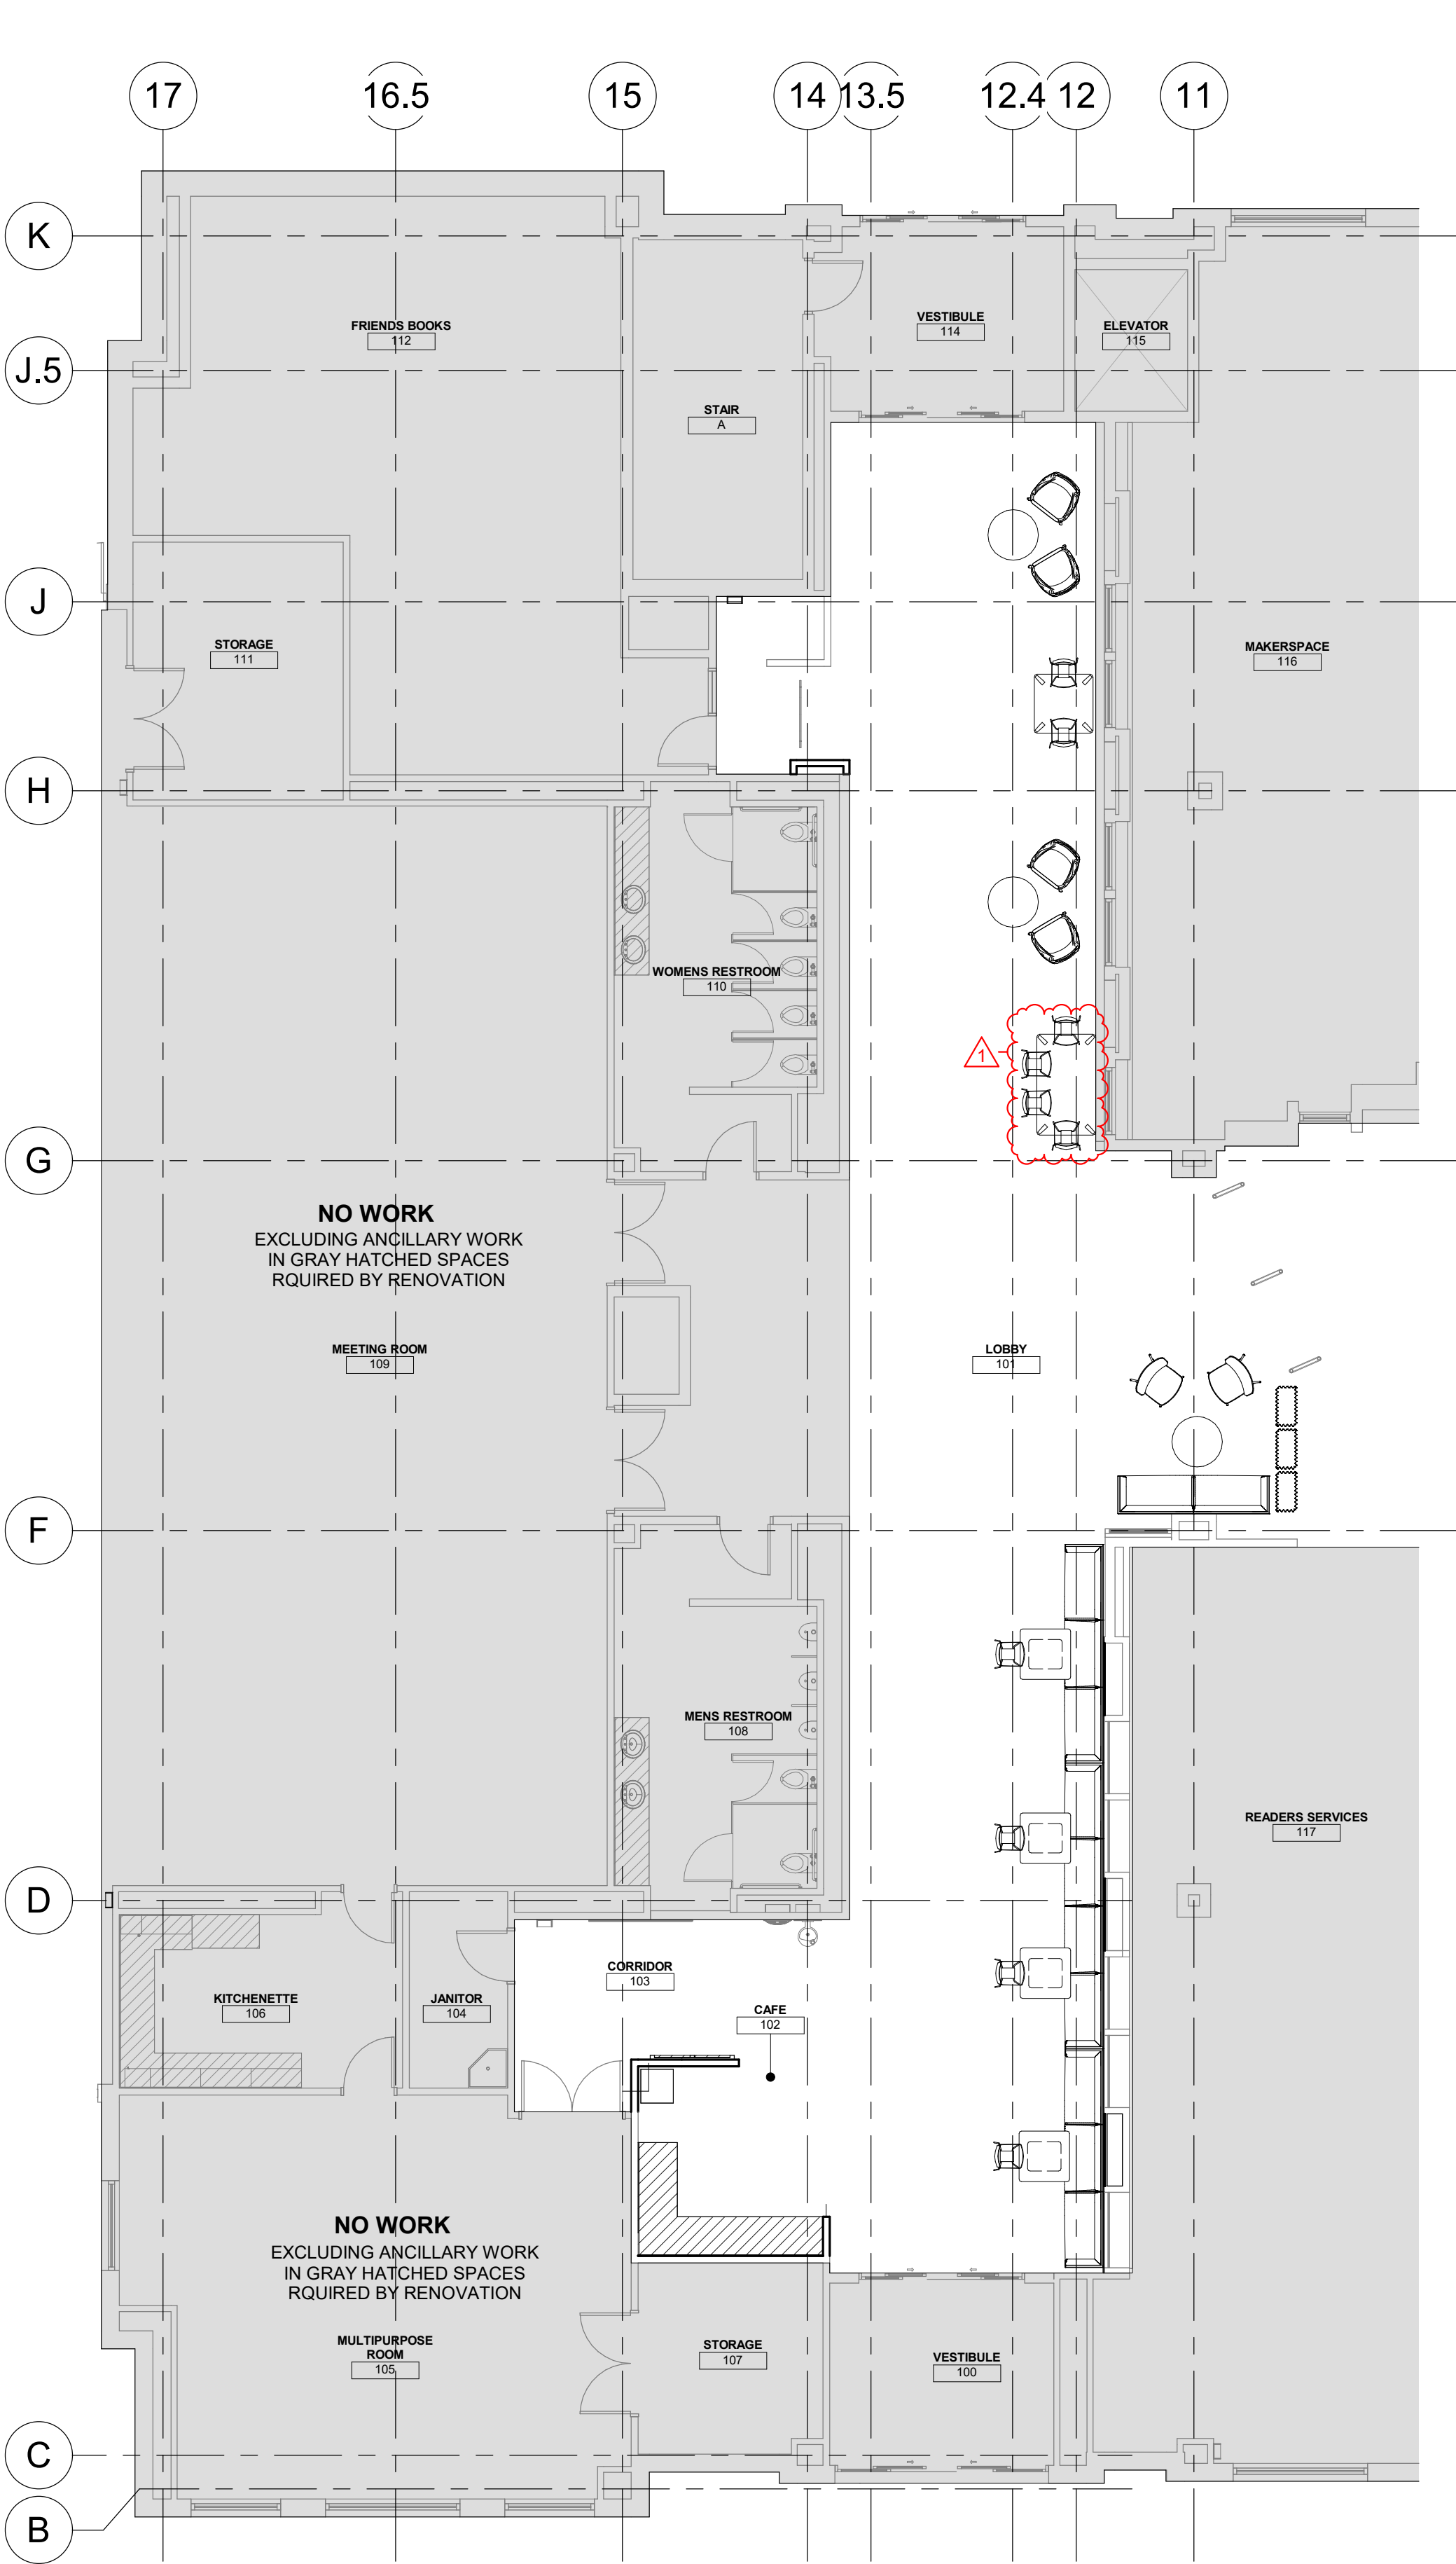 17
16.5
15
14
13.5
12.4
12
11
K
J.5
J
H
G
F
D
C
B
FRIENDS BOOKS
112
VESTIBULE
114
ELEVATOR
115
STAIR
A
STORAGE
111
MAKERSPACE
116
WOMENS RESTROOM
110
1
NO WORK
EXCLUDING ANCILLARY WORK
IN GRAY HATCHED SPACES
RQUIRED BY RENOVATION
MEETING ROOM
109
LOBBY
101
MENS RESTROOM
108
READERS SERVICES
117
CORRIDOR
103
KITCHENETTE
106
JANITOR
104
CAFE
102
NO WORK
EXCLUDING ANCILLARY WORK
IN GRAY HATCHED SPACES
RQUIRED BY RENOVATION
MULTIPURPOSE
ROOM
105
STORAGE
107
VESTIBULE
100